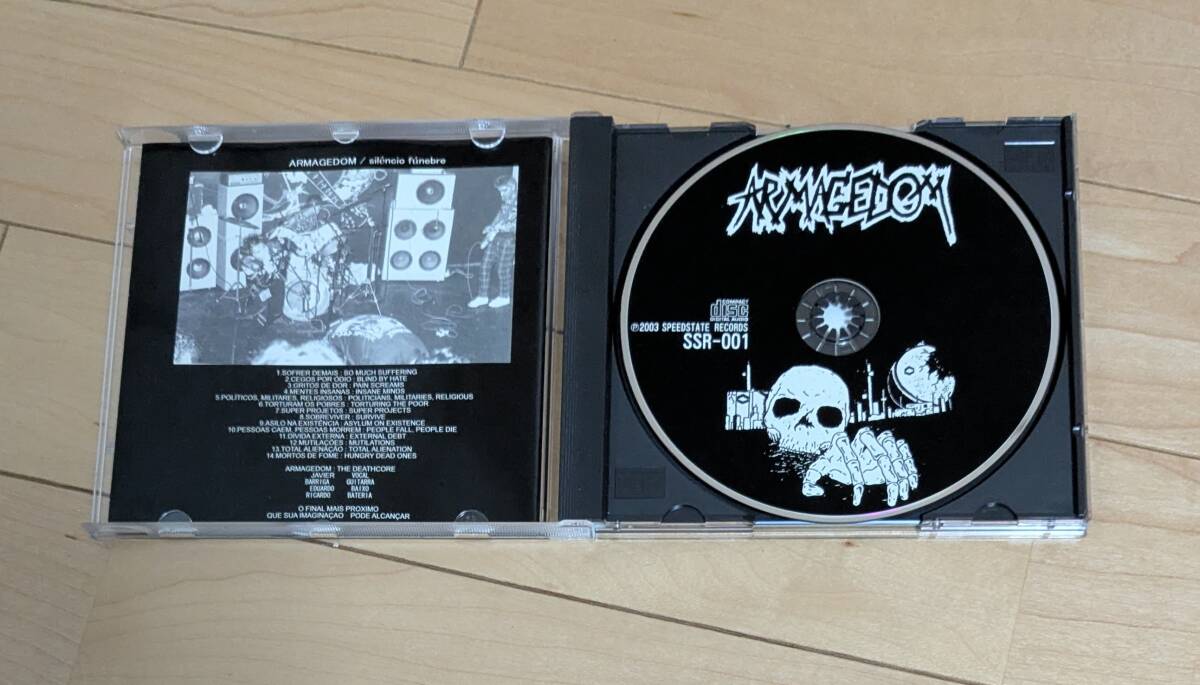 ARMAGEDOM / silêncio fúnebre
1.SOFRER DEMAIS : SO MUCH SUFFERING
2.CEGOS POR ÓDIO : BLIND BY HATE
3.GRITOS DE DOR : PAIN SCREAMS
4.MENTES INSANAS : INSANE MINDS
5.POLÍTICOS, MILITARES, RELIGIOSOS : POLITICIANS, MILITARIES, RELIGIOUS
6.TORTURAM OS POBRES : TORTURING THE POOR
7.SUPER PROJETOS : SUPER PROJECTS
8.SOBREVIVER : SURVIVE
9.ASILO NA EXISTÊNCIA : ASYLUM ON EXISTENCE
10.PESSOAS CAEM, PESSOAS MORREM : PEOPLE FALL, PEOPLE DIE
11.DÍVIDA EXTERNA : EXTERNAL DEBT
12.MUTILAÇÕES : MUTILATIONS
13.TOTAL ALIENAÇÃO : TOTAL ALIENATION
14.MORTOS DE FOME : HUNGRY DEAD ONES
ARMAGEDOM : THE DEATHCORE
JAVIER VOCAL
BARRIGA GUITARRA
EDUARDO BAIXO
RICARDO BATERIA
O FINAL MAIS PROXIMO
QUE SUA IMAGINAÇAO PODE ALCANÇAR
ARMAGEDOM
COMPACT
disc
DIGITAL AUDIO
℗2003 SPEEDSTATE RECORDS
SSR-001